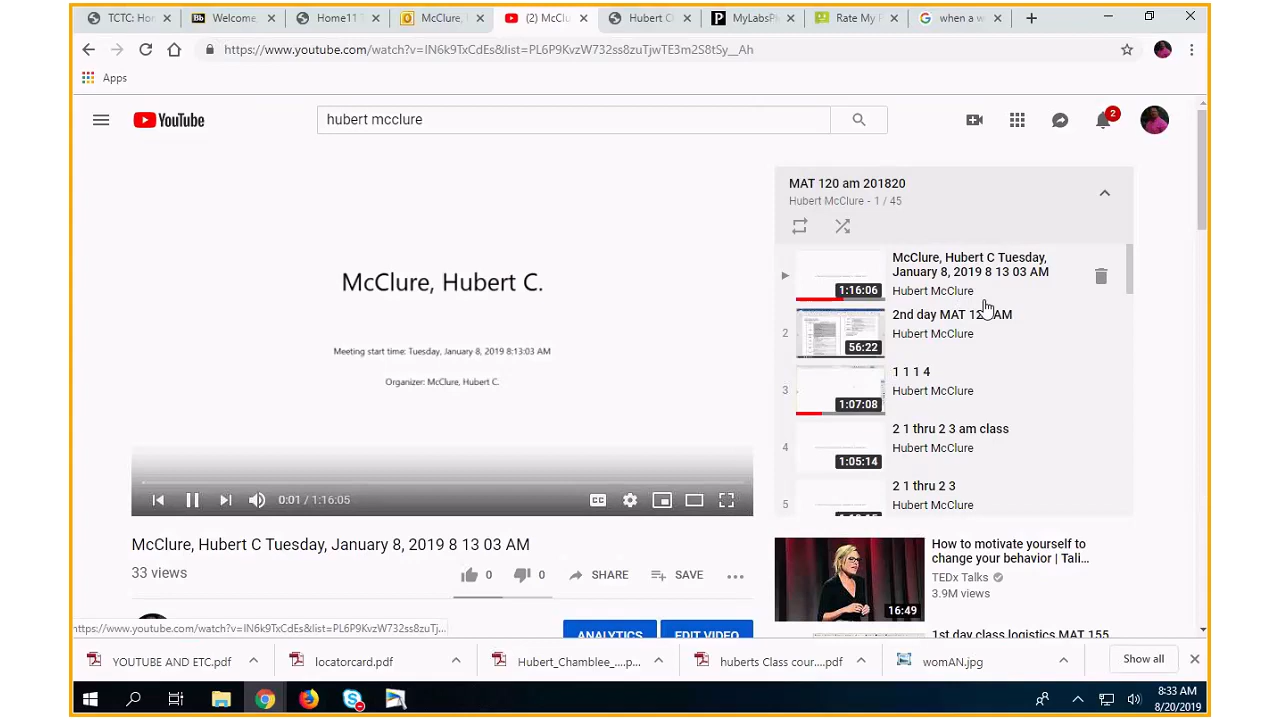 TCTC: Hor
Bb Welcome,
Home11 T
McClure,
(2) McClu
Hubert C
MyLabsPl
Rate My P
when a w
https://www.youtube.com/watch?v=IN6k9TxCdEs&list=PL6P9KvzW732ss8zuTjwTE3m2S8tSy__Ah
Apps
YouTube
hubert mcclure
2
MAT 120 am 201820
Hubert McClure - 1 / 45
McClure, Hubert C Tuesday,
January 8, 2019 8 13 03 AM
Hubert McClure
1:16:06
2
2nd day MAT 12 AM
Hubert McClure
56:22
3
1 1 1 4
Hubert McClure
1:07:08
4
2 1 thru 2 3 am class
Hubert McClure
1:05:14
5
2 1 thru 2 3
Hubert McClure
McClure, Hubert C.
Meeting start time: Tuesday, January 8, 2019 8:13:03 AM
Organizer: McClure, Hubert C.
0:01 / 1:16:05
CC
McClure, Hubert C Tuesday, January 8, 2019 8 13 03 AM
33 views
0
0
SHARE
SAVE
ANALYTICS
EDIT VIDEO
How to motivate yourself to
change your behavior | Tali...
TEDx Talks
3.9M views
16:49
1st day class logistics MAT 155
https://www.youtube.com/watch?v=IN6k9TxCdEs&list=PL6P9KvzW732ss8zuTj...
YOUTUBE AND ETC.pdf
locatorcard.pdf
Hubert_Chamblee_....p...
huberts Class cour....pdf
womAN.jpg
Show all
8:33 AM
8/20/2019